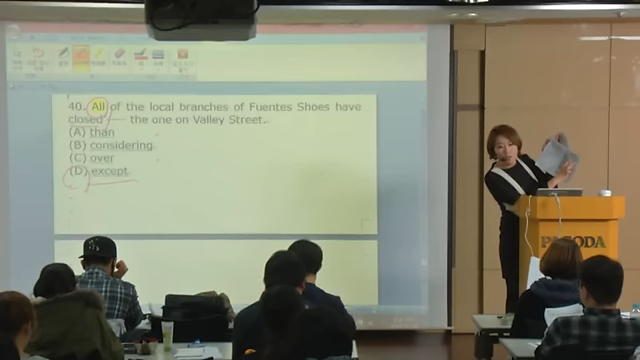 40. All of the local branches of Fuentes Shoes have
closed ---- the one on Valley Street.
(A) than
(B) considering
(C) over
(D) except
PAGODA